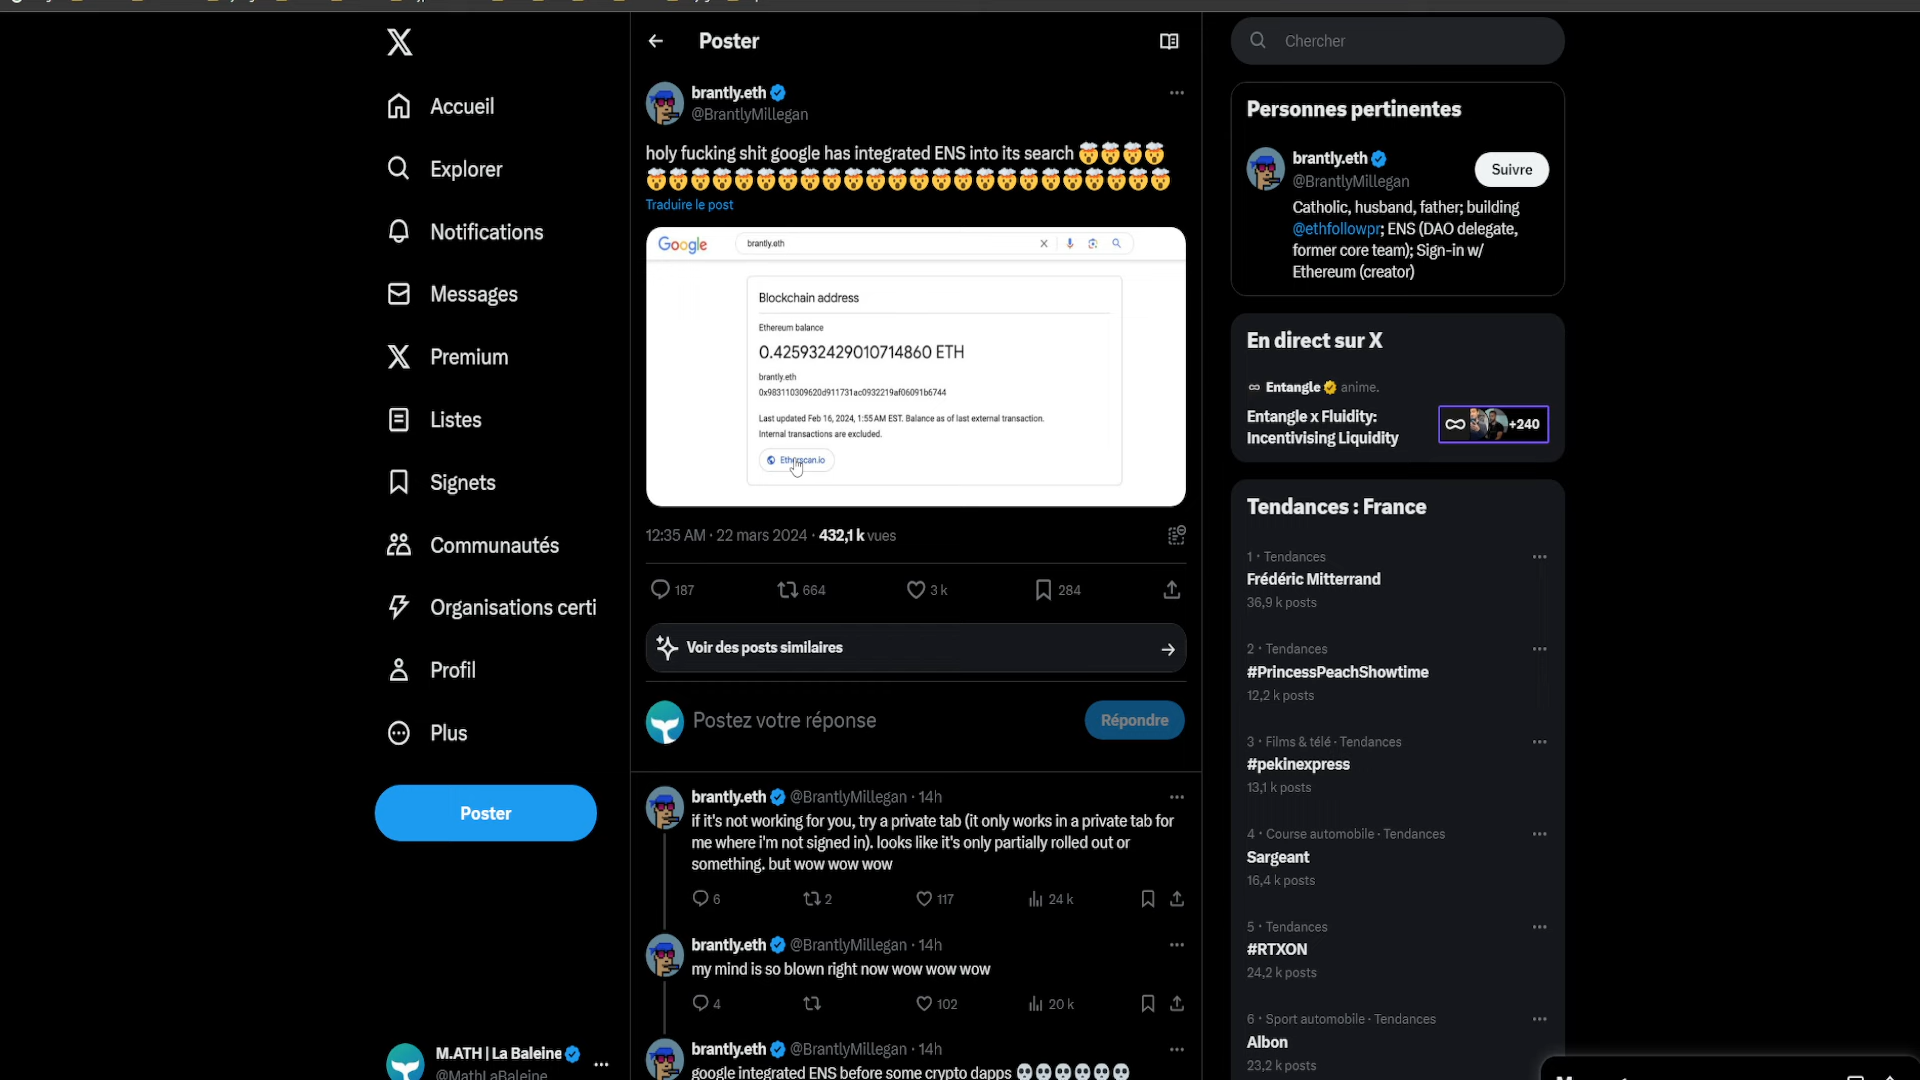 Accueil
Explorer
Notifications
Messages
Premium
Listes
Signets
Communautés
Organisations certi
Profil
Plus
Poster
M.ATH | La Baleine
@MathLaBaleine
Poster
brantly.eth
@BrantlyMillegan
holy fucking shit google has integrated ENS into its search 🤯🤯🤯🤯
🤯🤯🤯🤯🤯🤯🤯🤯🤯🤯🤯🤯🤯🤯🤯🤯🤯🤯🤯🤯🤯🤯🤯🤯
Traduire le post
Google
brantly.eth
Blockchain address
Ethereum balance
0.425932429010714860 ETH
brantly.eth
0x983110309620d911731ac0932219af06091b6744
Last updated Feb 16, 2024, 1:55 AM EST. Balance as of last external transaction.
Internal transactions are excluded.
Etherscan.io
12:35 AM · 22 mars 2024 · 432,1 k vues
187 664 3 k 284
Voir des posts similaires
Postez votre réponse
Répondre
brantly.eth @BrantlyMillegan · 14h
if it's not working for you, try a private tab (it only works in a private tab for
me where i'm not signed in). looks like it's only partially rolled out or
something. but wow wow wow
6 2 117 24 k
brantly.eth @BrantlyMillegan · 14h
my mind is so blown right now wow wow wow
4 102 20 k
brantly.eth @BrantlyMillegan · 14h
google integrated ENS before some crypto dapps 💀💀💀💀💀💀
Chercher
Personnes pertinentes
brantly.eth
@BrantlyMillegan
Suivre
Catholic, husband, father; building
@ethfollowpr; ENS (DAO delegate,
former core team); Sign-in w/
Ethereum (creator)
En direct sur X
Entangle anime.
Entangle x Fluidity:
Incentivising Liquidity
+240
Tendances : France
1 · Tendances
Frédéric Mitterrand
36,9 k posts
2 · Tendances
#PrincessPeachShowtime
12,2 k posts
3 · Films & télé · Tendances
#pekinexpress
13,1 k posts
4 · Course automobile · Tendances
Sargeant
16,4 k posts
5 · Tendances
#RTXON
24,2 k posts
6 · Sport automobile · Tendances
Albon
23,2 k posts